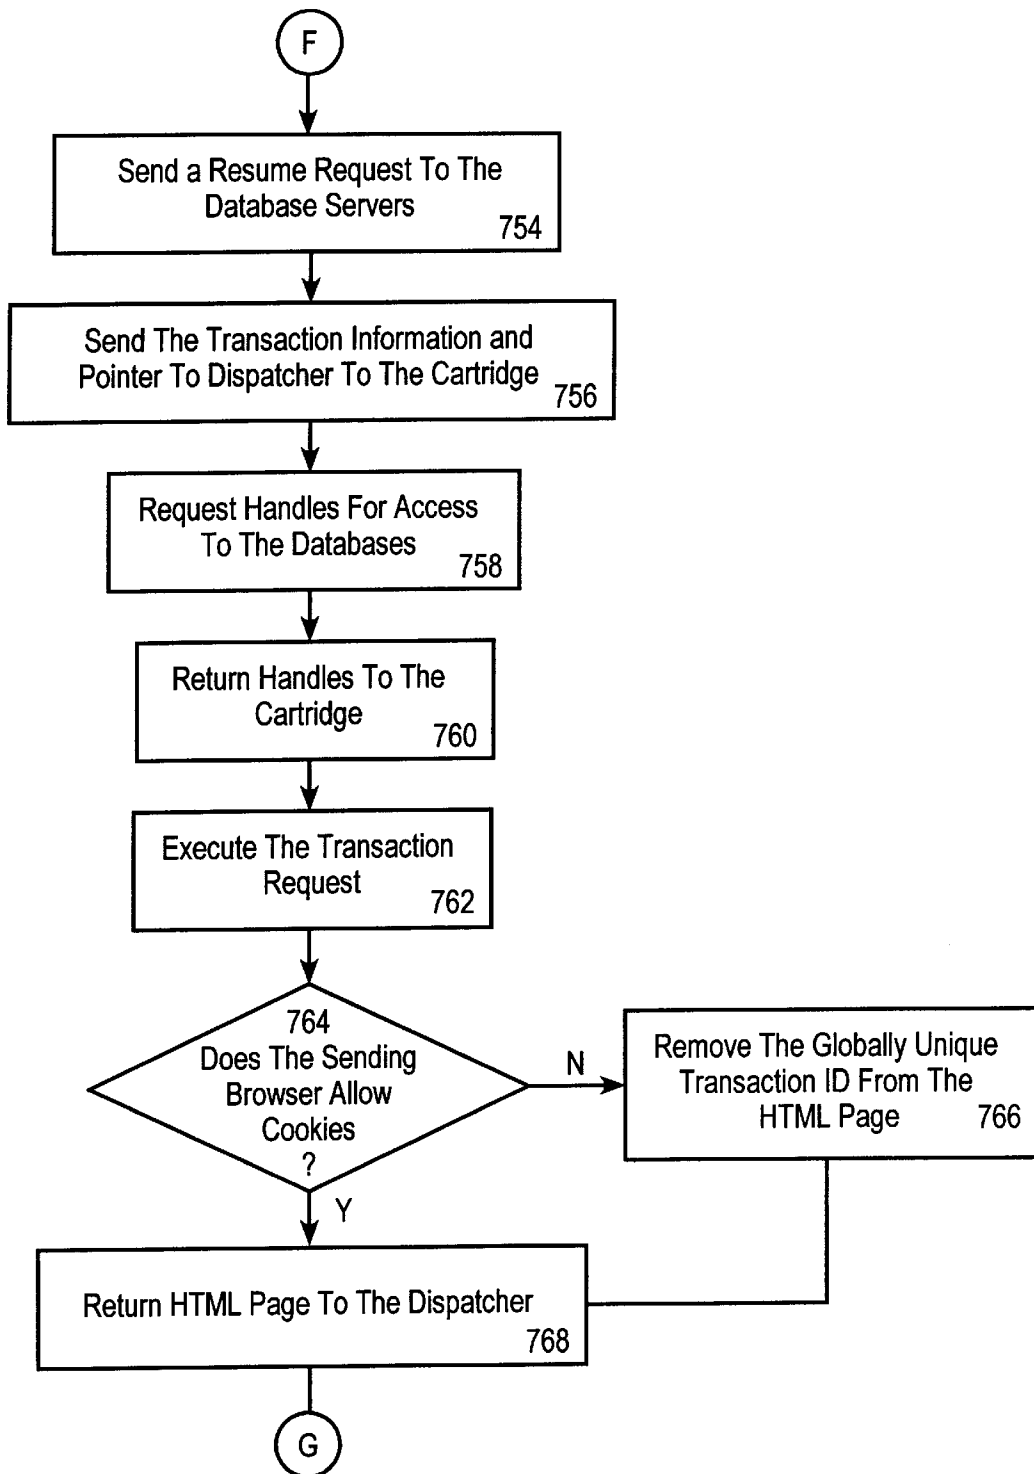 F
Send a Resume Request To The
Database Servers
754
Send The Transaction Information and
Pointer To Dispatcher To The Cartridge
756
Request Handles For Access
To The Databases
758
Return Handles To The
Cartridge
760
Execute The Transaction
Request
762
764
Does The Sending
Browser Allow
Cookies
?
N
Remove The Globally Unique
Transaction ID From The
HTML Page 766
Y
Return HTML Page To The Dispatcher
768
G